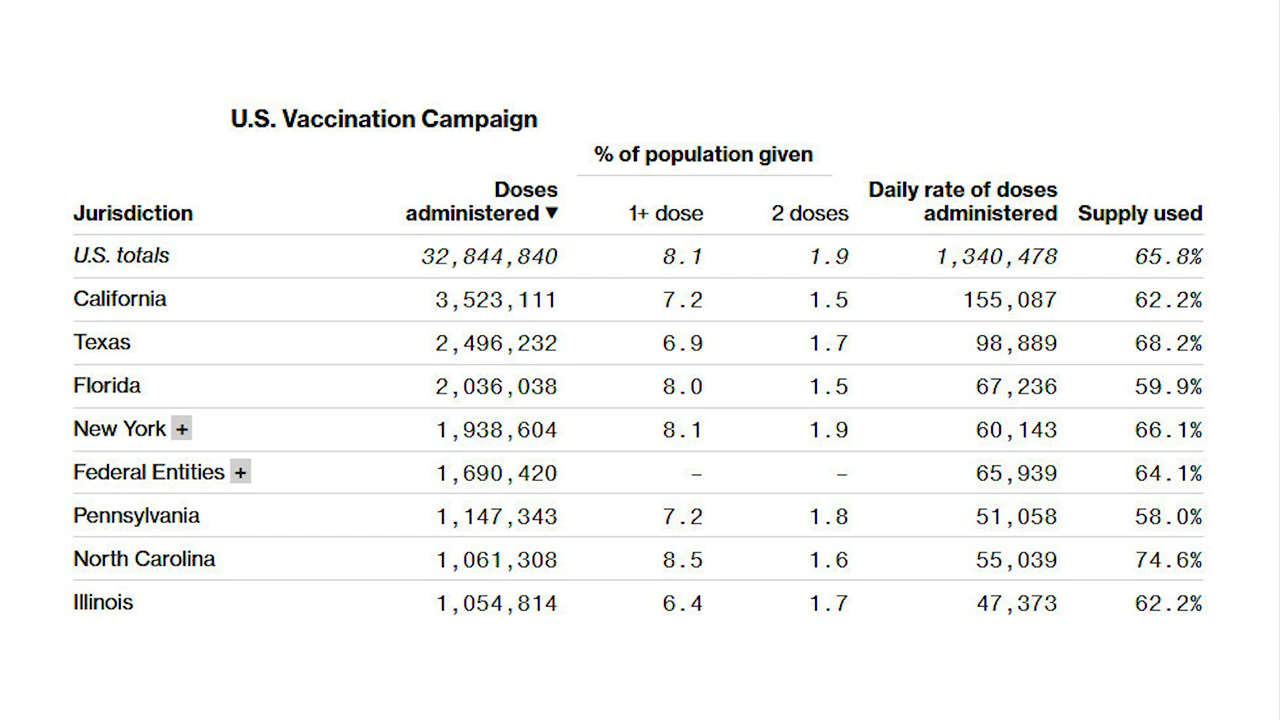 U.S. Vaccination Campaign
% of population given
Doses Daily rate of doses
Jurisdiction administered ▼ 1+ dose 2 doses administered Supply used
U.S. totals 32,844,840 8.1 1.9 1,340,478 65.8%
California 3,523,111 7.2 1.5 155,087 62.2%
Texas 2,496,232 6.9 1.7 98,889 68.2%
Florida 2,036,038 8.0 1.5 67,236 59.9%
New York + 1,938,604 8.1 1.9 60,143 66.1%
Federal Entities + 1,690,420 – – 65,939 64.1%
Pennsylvania 1,147,343 7.2 1.8 51,058 58.0%
North Carolina 1,061,308 8.5 1.6 55,039 74.6%
Illinois 1,054,814 6.4 1.7 47,373 62.2%